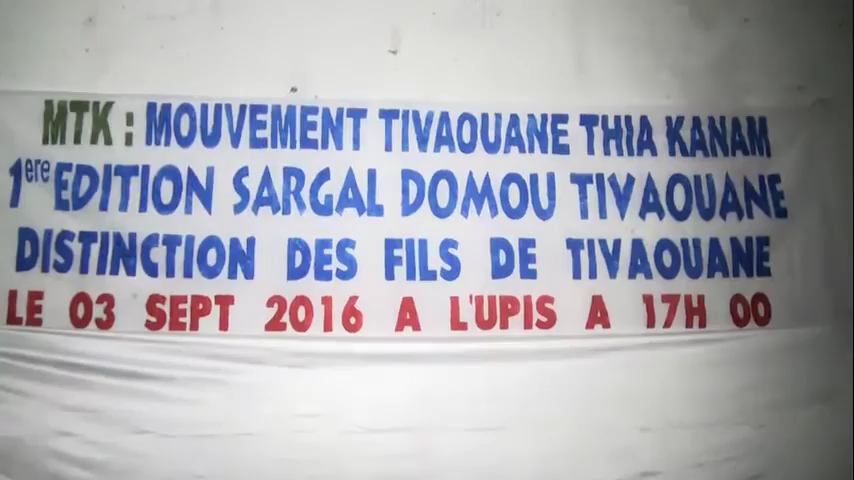 MTK : MOUVEMENT TIVAOUANE THIA KANAM
1ere EDITION SARGAL DOMOU TIVAOUANE
DISTINCTION DES FILS DE TIVAOUANE
LE 03 SEPT 2016 A L'UPIS A 17H 00